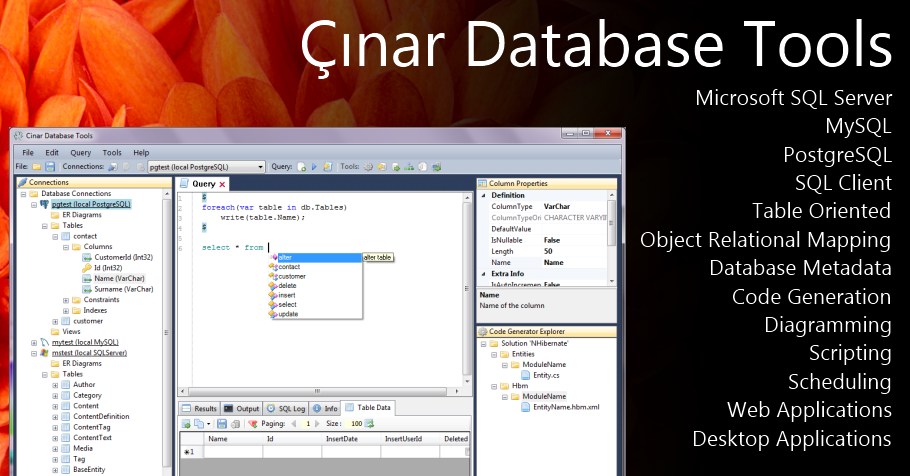 Çınar Database Tools
Microsoft SQL Server
MySQL
PostgreSQL
SQL Client
Table Oriented
Object Relational Mapping
Database Metadata
Code Generation
Diagramming
Scripting
Scheduling
Web Applications
Desktop Applications
Cinar Database Tools
File Edit Query Tools Help
File: Connections: pgtest (local PostgreSQL) Query: Tools:
Connections
Database Connections
pgtest (local PostgreSQL)
ER Diagrams
Tables
contact
Columns
CustomerId (Int32)
Id (Int32)
Name (VarChar)
Surname (VarChar)
Constraints
Indexes
customer
Views
mytest (local MySQL)
mstest (local SQLServer)
ER Diagrams
Tables
Author
Category
Content
ContentDefinition
ContentTag
ContentText
Media
Tag
BaseEntity
Query x
1 $
2 foreach(var table in db.Tables)
3 write(table.Name);
4 $
5
6 select * from
alter
alter table
contact
customer
delete
insert
select
update
Results Output SQL Log Info Table Data
Paging: 1 Size: 100
Name Id InsertDate InsertUserId Deleted
*1
Column Properties
Definition
ColumnType VarChar
ColumnTypeOri CHARACTER VARYII
DefaultValue
IsNullable False
Length 50
Name Name
Extra Info
IsAutoIncremen False
Name
Name of the column
Code Generator Explorer
Solution 'NHibernate'
Entities
ModuleName
Entity.cs
Hbm
ModuleName
EntityName.hbm.xml